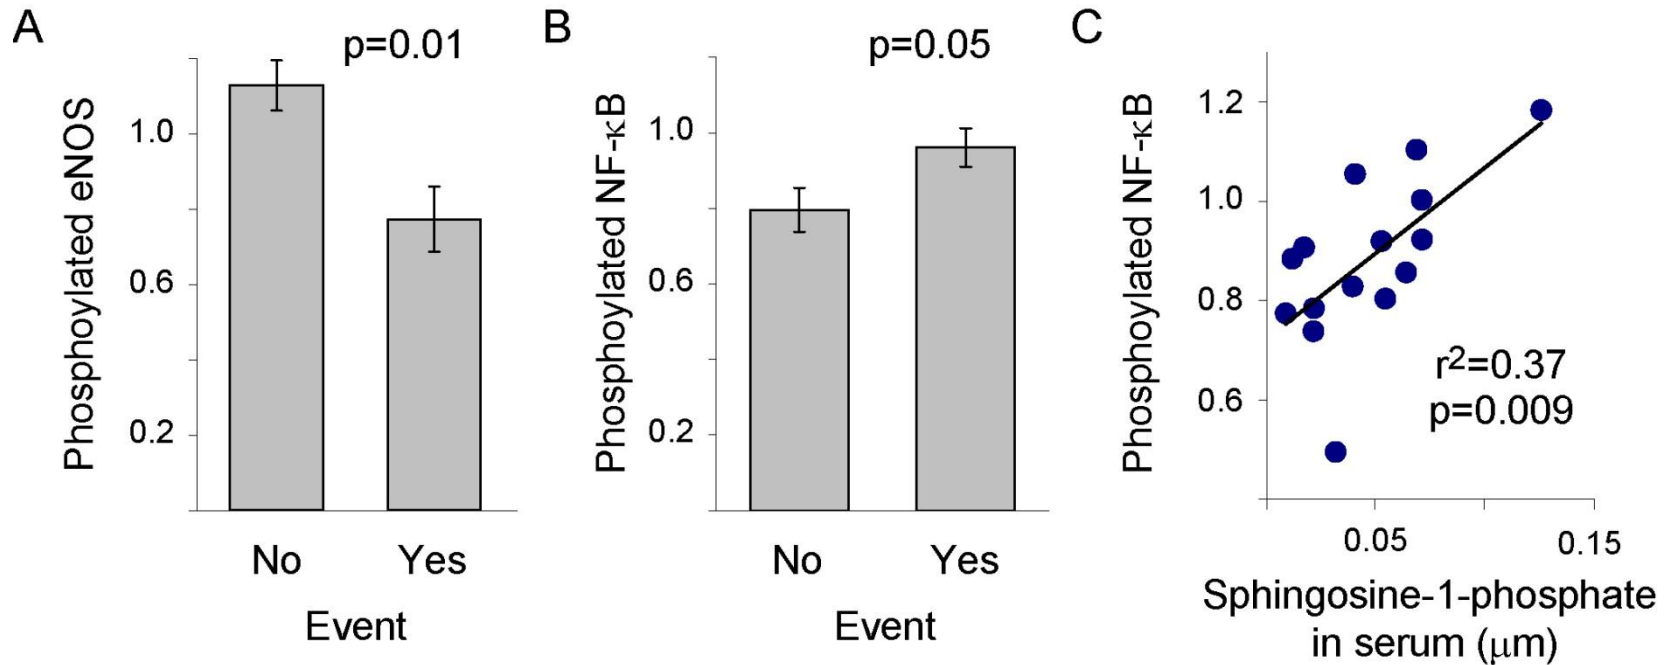 A
p=0.01
Phosphoylated eNOS
1.0
0.6
0.2
No Yes
Event
B
p=0.05
Phosphoylated NF-κB
1.0
0.6
0.2
No Yes
Event
C
Phosphoylated NF-κB
1.2
1.0
0.8
0.6
r2=0.37
p=0.009
0.05 0.15
Sphingosine-1-phosphate
in serum (μm)